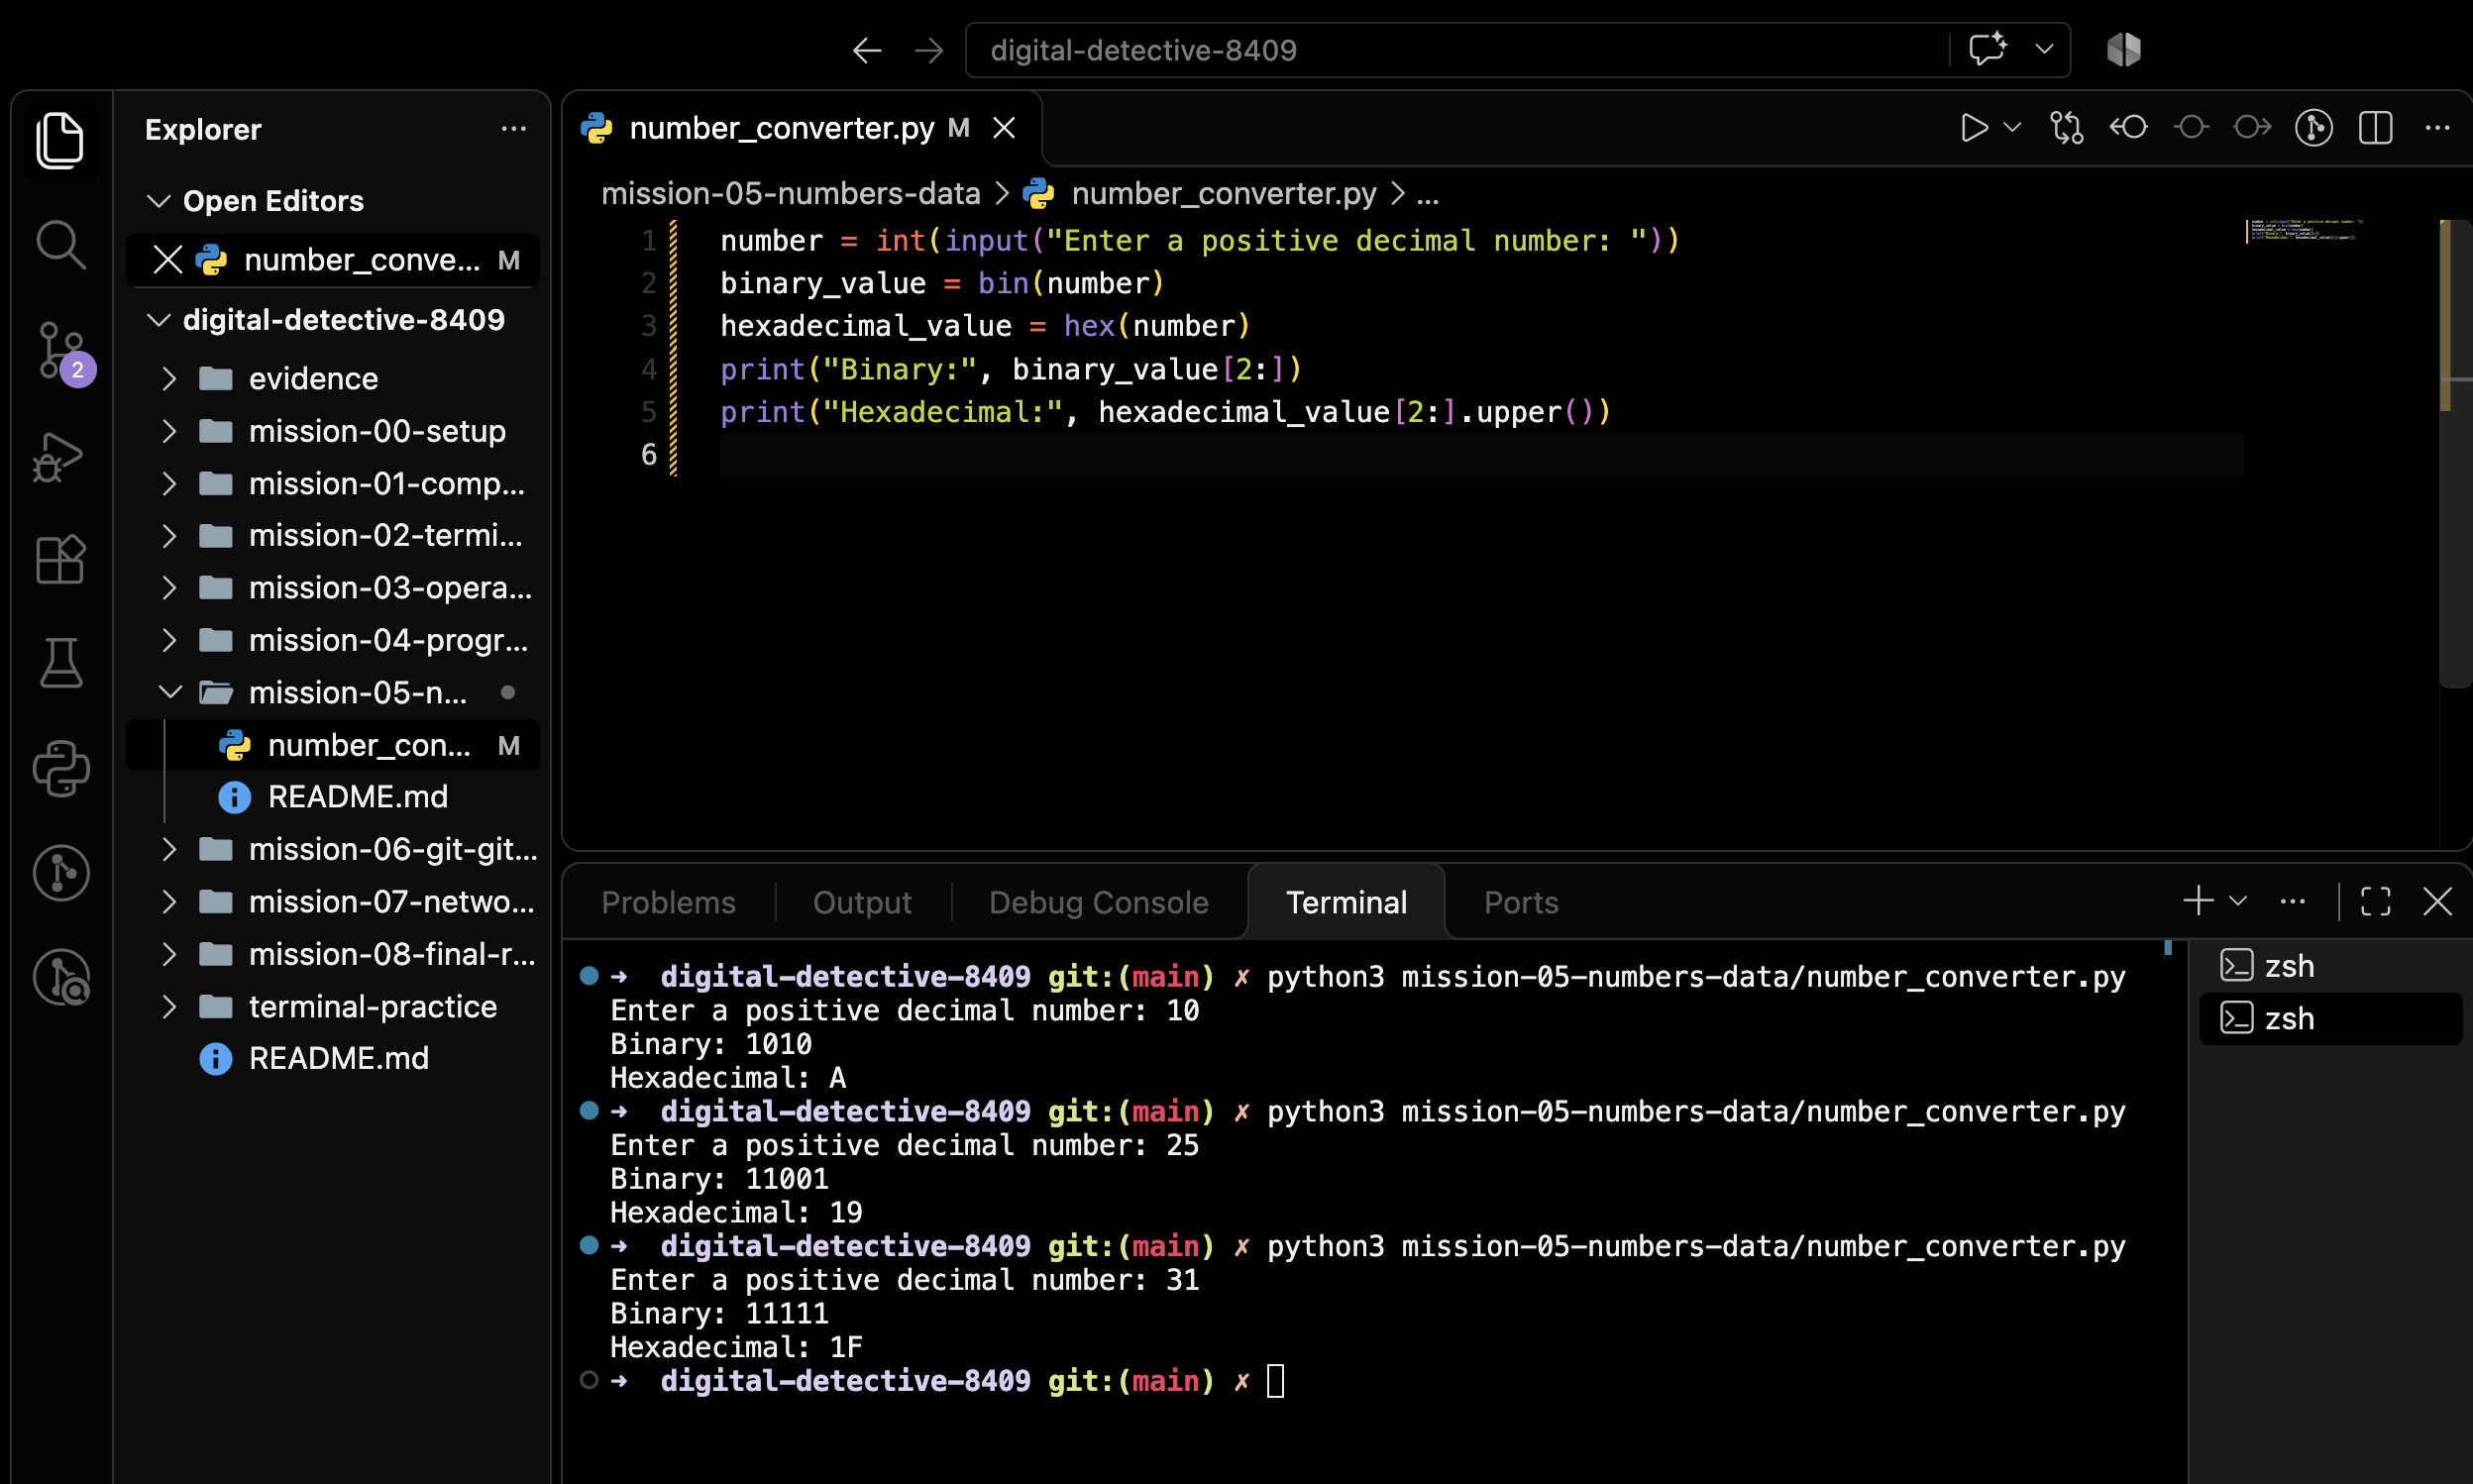 digital-detective-8409
Explorer
Open Editors
number_conve... M
digital-detective-8409
evidence
mission-00-setup
mission-01-comp...
mission-02-termi...
mission-03-opera...
mission-04-progr...
mission-05-n...
number_con... M
README.md
mission-06-git-git...
mission-07-netwo...
mission-08-final-r...
terminal-practice
README.md
2
number_converter.py M
mission-05-numbers-data > number_converter.py > ...
1 number = int(input("Enter a positive decimal number: "))
2 binary_value = bin(number)
3 hexadecimal_value = hex(number)
4 print("Binary:", binary_value[2:])
5 print("Hexadecimal:", hexadecimal_value[2:].upper())
6
Problems Output Debug Console Terminal Ports
➜ digital-detective-8409 git:(main) ✗ python3 mission-05-numbers-data/number_converter.py
Enter a positive decimal number: 10
Binary: 1010
Hexadecimal: A
➜ digital-detective-8409 git:(main) ✗ python3 mission-05-numbers-data/number_converter.py
Enter a positive decimal number: 25
Binary: 11001
Hexadecimal: 19
➜ digital-detective-8409 git:(main) ✗ python3 mission-05-numbers-data/number_converter.py
Enter a positive decimal number: 31
Binary: 11111
Hexadecimal: 1F
➜ digital-detective-8409 git:(main) ✗
zsh
zsh